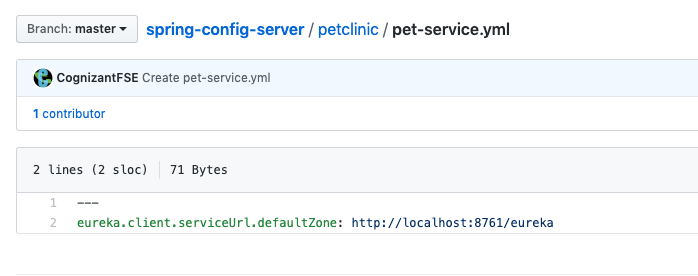 Branch: master spring-config-server / petclinic / pet-service.yml
CognizantFSE Create pet-service.yml
1 contributor
2 lines (2 sloc) 71 Bytes
1 ---
2 eureka.client.serviceUrl.defaultZone: http://localhost:8761/eureka